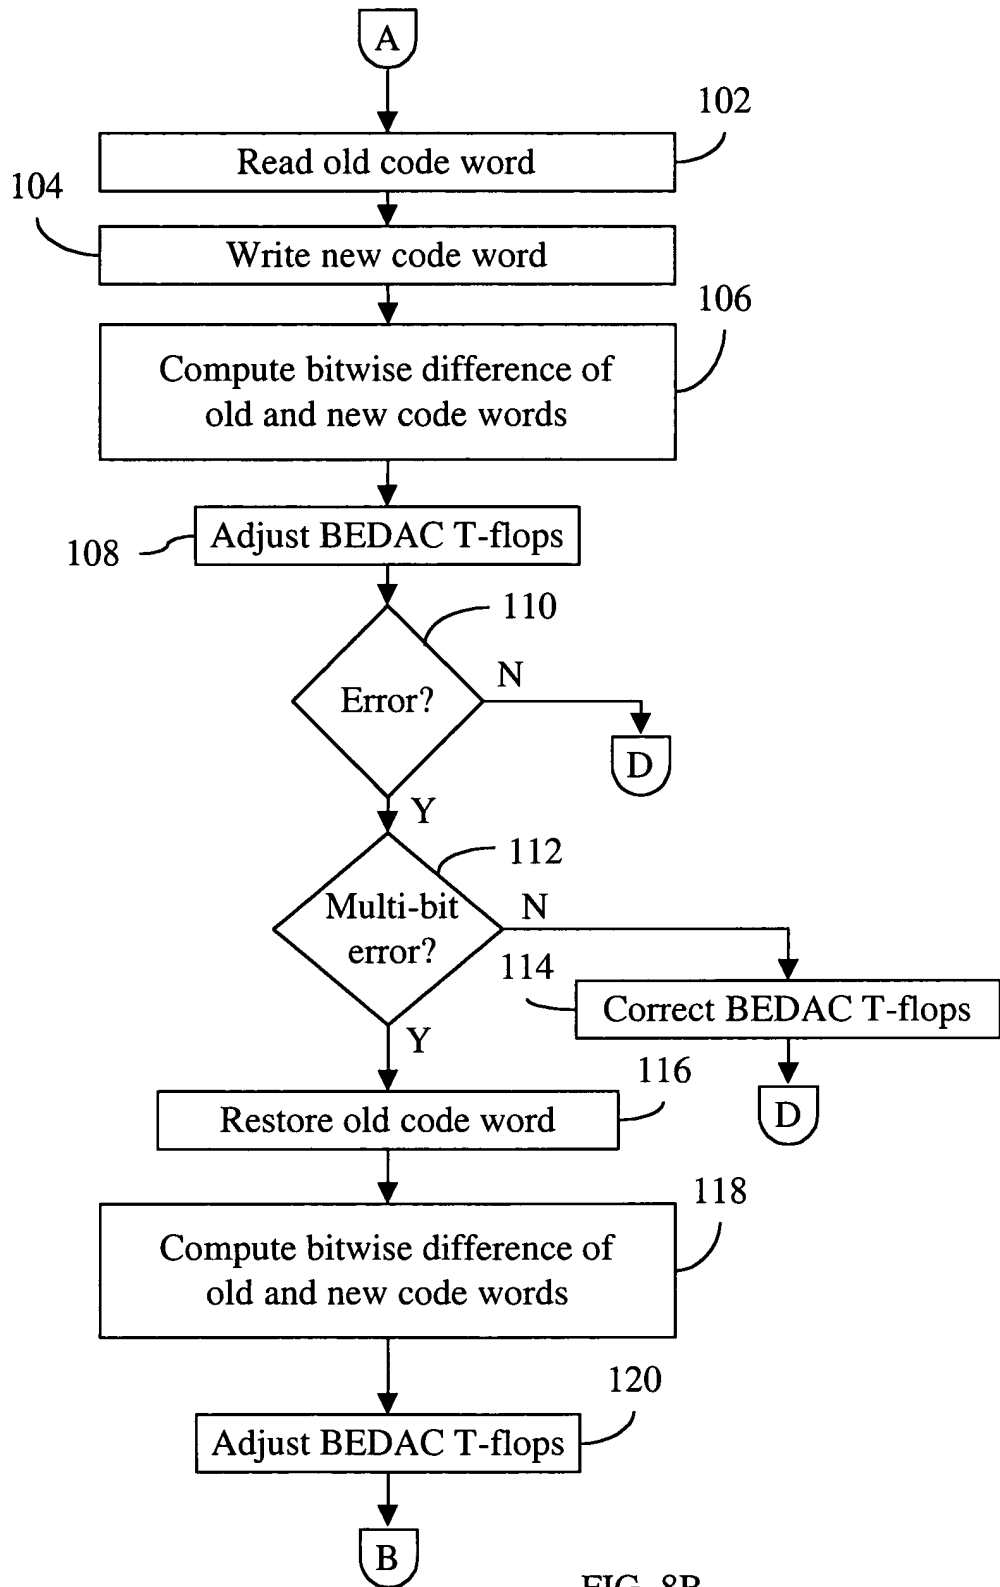 A
102
Read old code word
104
Write new code word
106
Compute bitwise difference of
old and new code words
Adjust BEDAC T-flops
108
110
Error?
N
D
Y
112
Multi-bit
error?
N
114
Correct BEDAC T-flops
D
Y
116
Restore old code word
118
Compute bitwise difference of
old and new code words
120
Adjust BEDAC T-flops
B
FIG. 8B